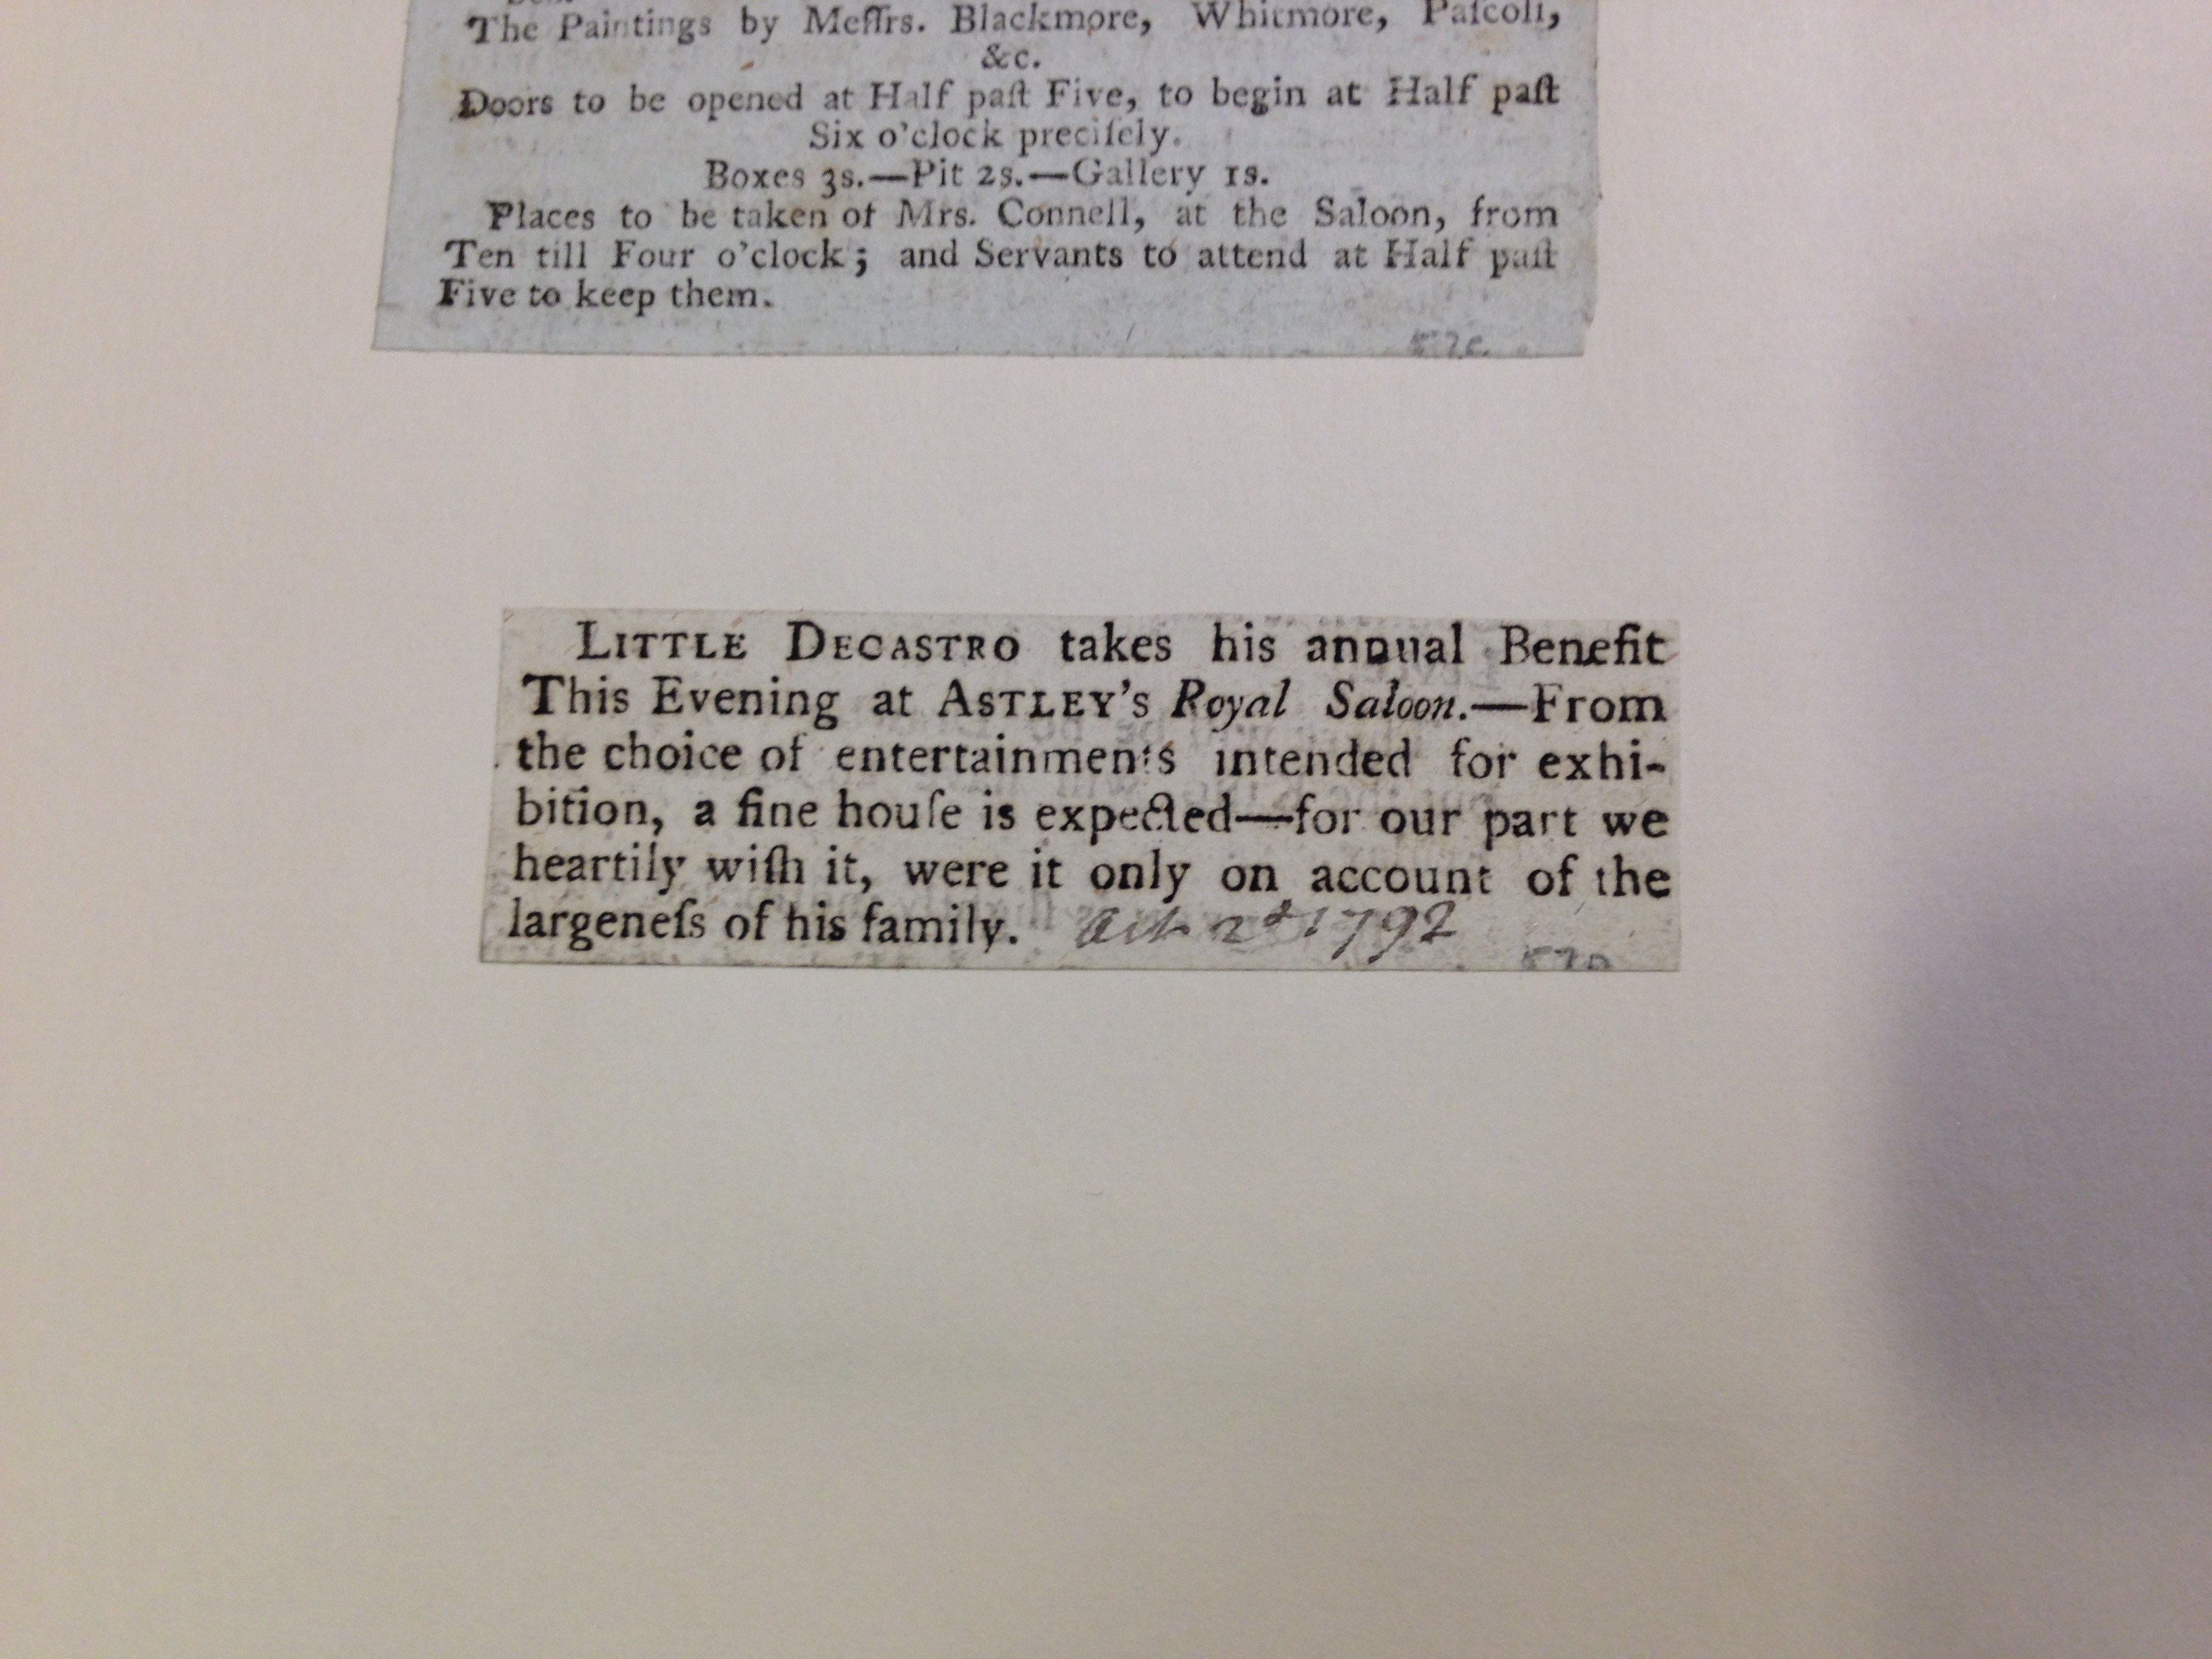 The Paintings by Meſſrs. Blackmore, Whitmore, Paſcoli,
&c.
Doors to be opened at Half paſt Five, to begin at Half paſt
Six o'clock preciſely.
Boxes 3s.—Pit 2s.—Gallery 1s.
Places to be taken of Mrs. Connell, at the Saloon, from
Ten till Four o'clock; and Servants to attend at Half paſt
Five to keep them.
LITTLE DECASTRO takes his annual Benefit
This Evening at ASTLEY'S Royal Saloon.—From
the choice of entertainments intended for exhi-
bition, a fine houſe is expected—for our part we
heartily wiſh it, were it only on account of the
largeneſs of his family. Oct 2d 1792